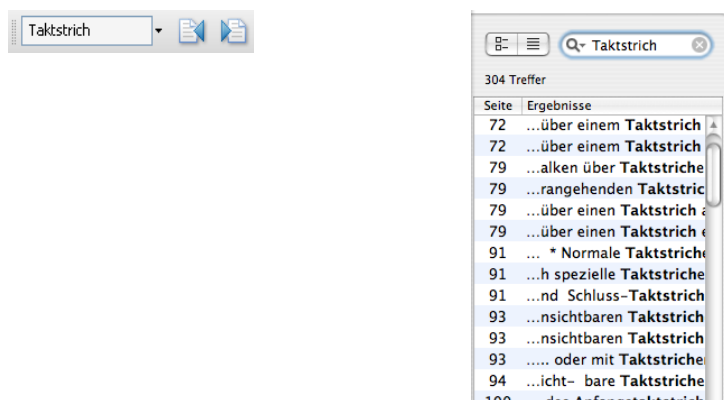 Taktstrich
Taktstrich
304 Treffer
Seite Ergebnisse
72 ...über einem Taktstrich
72 ...über einem Taktstrich
79 ...alken über Taktstriche
79 ...rangehenden Taktstric
79 ...über einen Taktstrich
79 ...über einen Taktstrich
91 ... * Normale Taktstriche
91 ...h spezielle Taktstriche
91 ...nd Schluss-Taktstrich
93 ...nsichtbaren Taktstrich
93 ...nsichtbaren Taktstrich
93 ..... oder mit Taktstriche
94 ...icht- bare Taktstriche